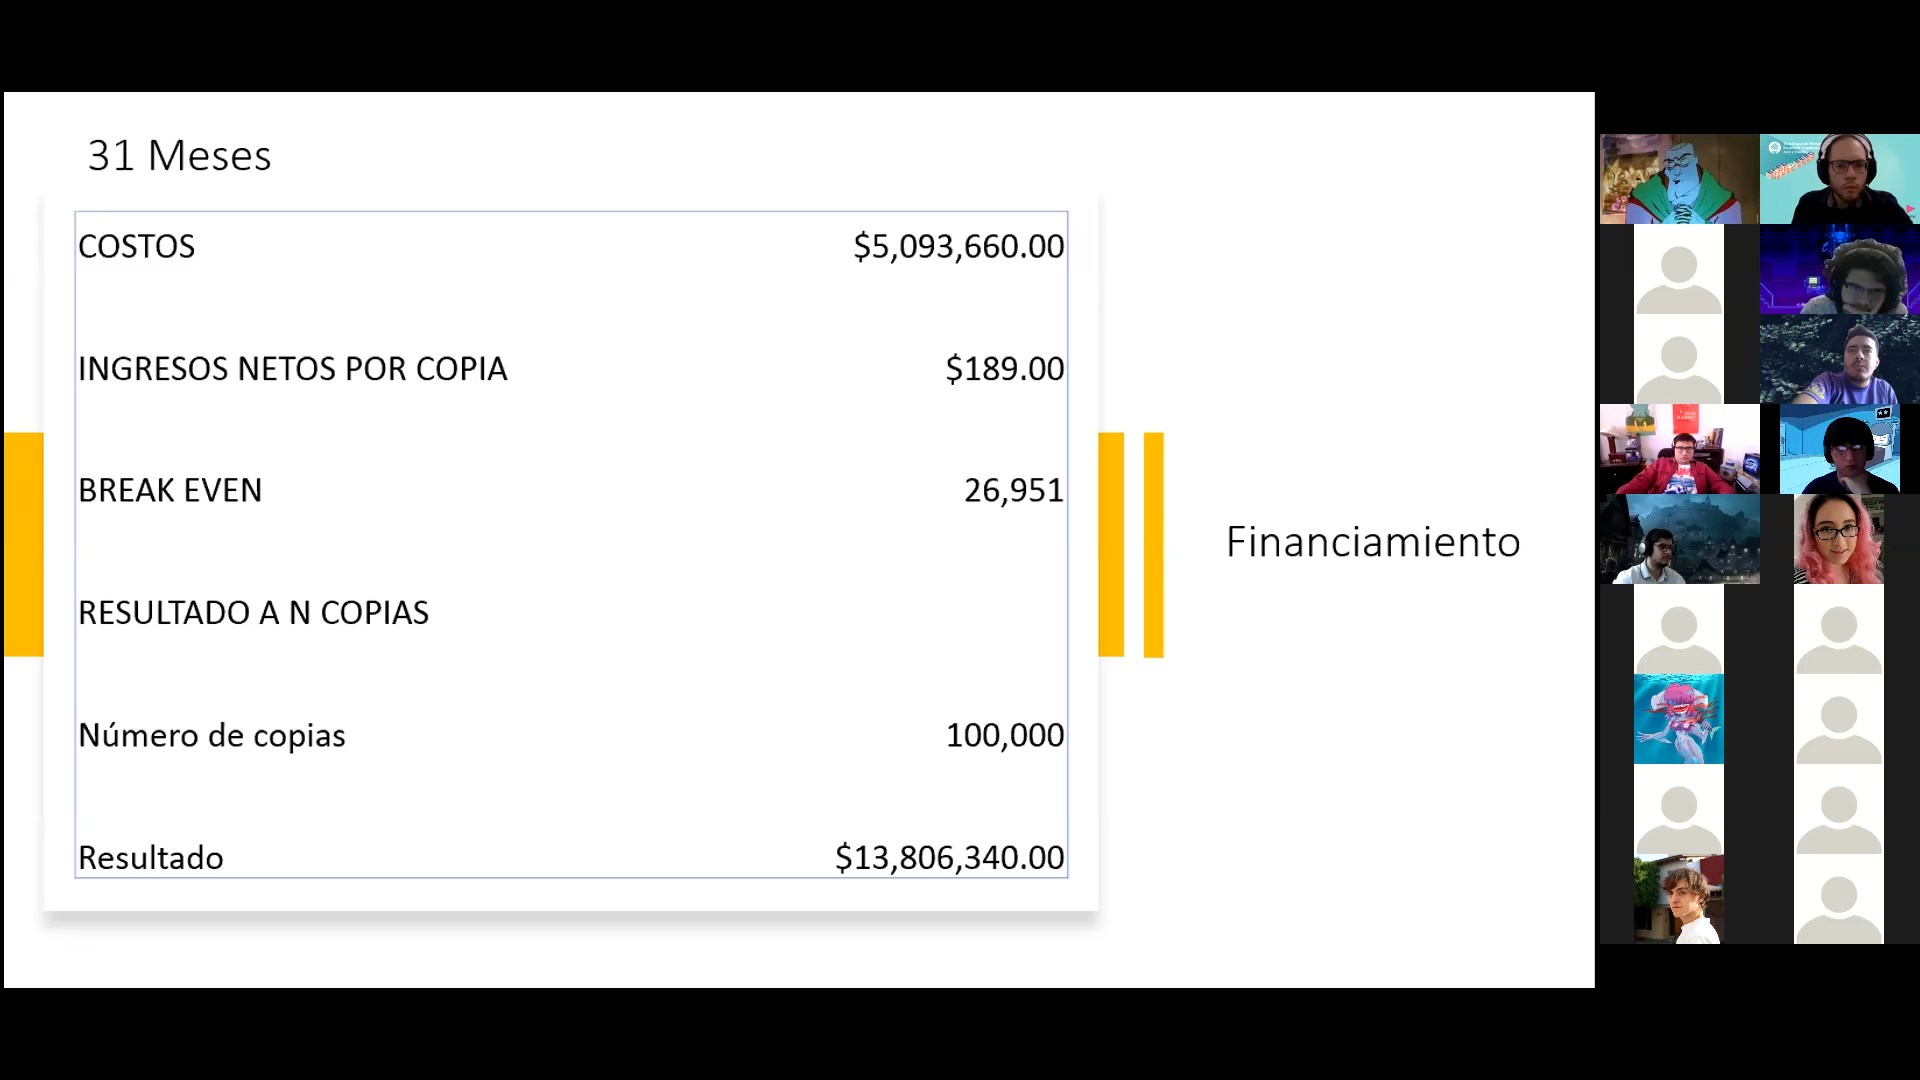 31 Meses
COSTOS $5,093,660.00
INGRESOS NETOS POR COPIA $189.00
BREAK EVEN 26,951
RESULTADO A N COPIAS
Número de copias 100,000
Resultado $13,806,340.00
Financiamiento